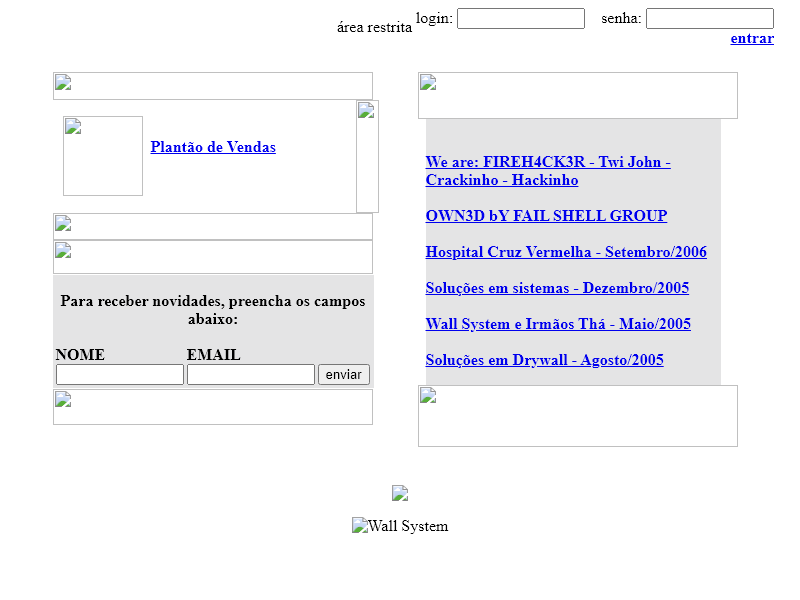 área restrita login: senha:
entrar
Plantão de Vendas
Para receber novidades, preencha os campos
abaixo:
NOME EMAIL
enviar
We are: FIREH4CK3R - Twi John -
Crackinho - Hackinho
OWN3D bY FAIL SHELL GROUP
Hospital Cruz Vermelha - Setembro/2006
Soluções em sistemas - Dezembro/2005
Wall System e Irmãos Thá - Maio/2005
Soluções em Drywall - Agosto/2005
Wall System